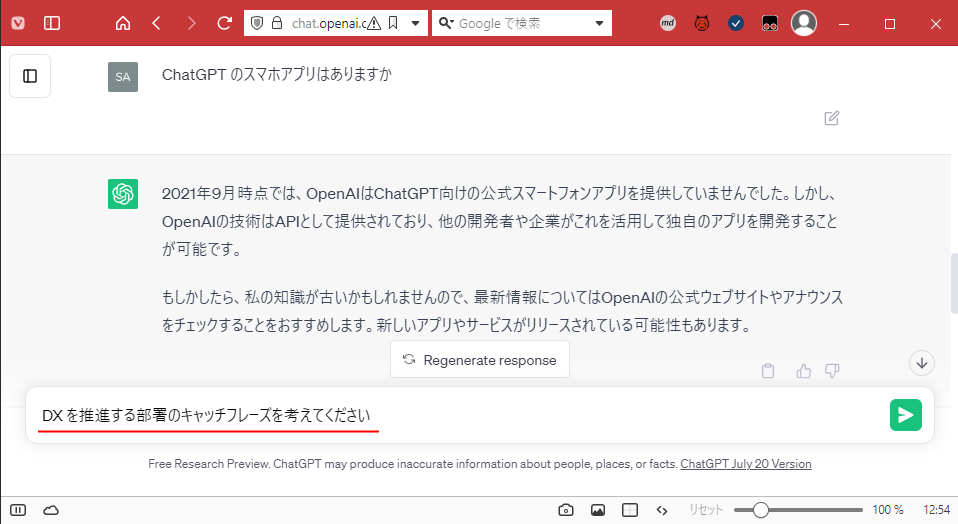 chat.openai.c
Google で検索
md
SA
ChatGPT のスマホアプリはありますか
2021年9月時点では、OpenAIはChatGPT向けの公式スマートフォンアプリを提供していませんでした。しかし、
OpenAIの技術はAPIとして提供されており、他の開発者や企業がこれを活用して独自のアプリを開発すること
が可能です。
もしかしたら、私の知識が古いかもしれませんので、最新情報についてはOpenAIの公式ウェブサイトやアナウンス
をチェックすることをおすすめします。新しいアプリやサービスがリリースされている可能性もあります。
Regenerate response
DX を推進する部署のキャッチフレーズを考えてください
Free Research Preview. ChatGPT may produce inaccurate information about people, places, or facts. ChatGPT July 20 Version
リセット
100 %
12:54